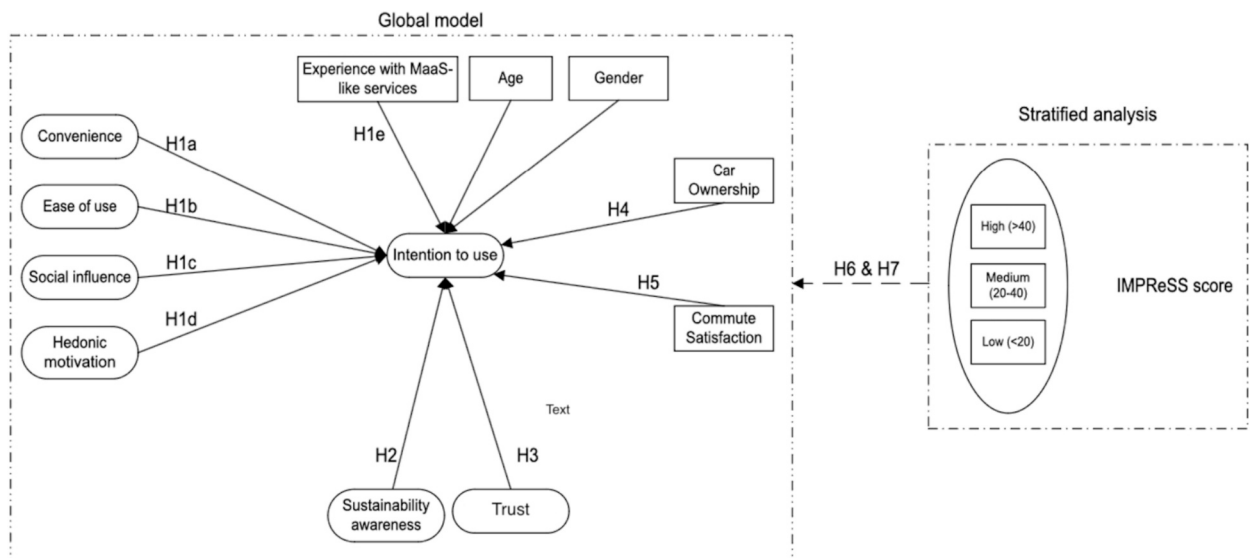 Global model
Experience with MaaS-
like services
Age
Gender
H1e
Convenience
H1a
Ease of use
H1b
Social influence
H1c
Hedonic
motivation
H1d
Intention to use
Car
Ownership
H4
H5
Commute
Satisfaction
Text
H2
H3
Sustainability
awareness
Trust
H6 & H7
Stratified analysis
High (>40)
Medium
(20-40)
Low (<20)
IMPReSS score